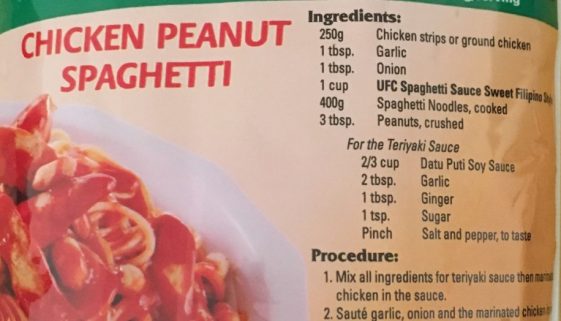 CHICKEN PEANUT
SPAGHETTI
Ingredients:
250g Chicken strips or ground chicken
1 tbsp. Garlic
1 tbsp. Onion
1 cup UFC Spaghetti Sauce Sweet Filipino
400g Spaghetti Noodles, cooked
3 tbsp. Peanuts, crushed
For the Teriyaki Sauce
2/3 cup Datu Puti Soy Sauce
2 tbsp. Garlic
1 tbsp. Ginger
1 tsp. Sugar
Pinch Salt and pepper, to taste
Procedure:
1. Mix all ingredients for teriyaki sauce then
chicken in the sauce.
2. Sauté garlic, onion and the marinated chicken